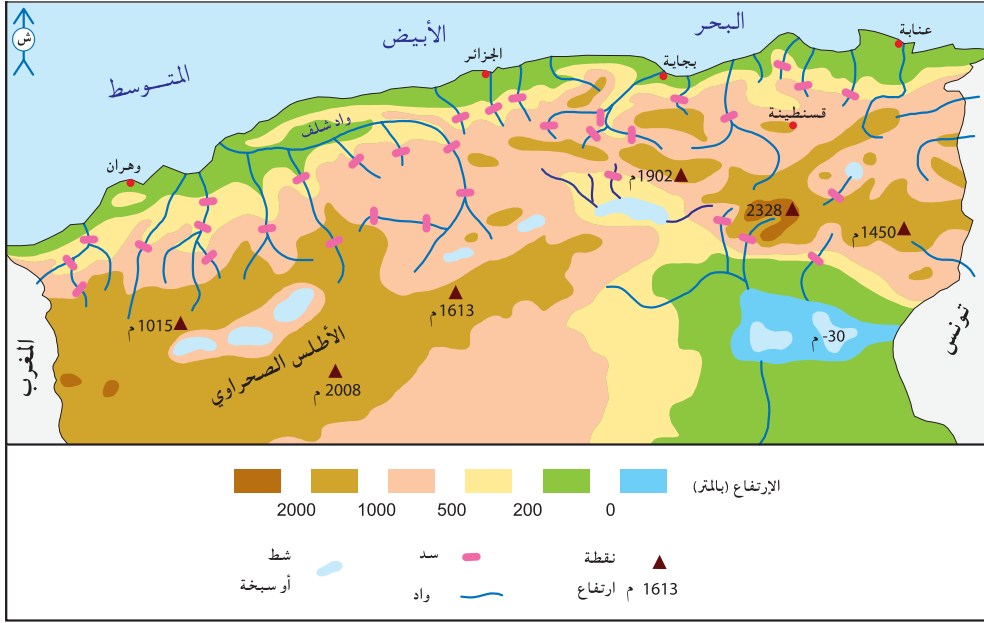 ش
البحر
الأبيض
المتوسط
عنابة
بجاية
الجزائر
قسنطينة
واد شلف
وهران
1902 م
2328
1450 م
1613 م
1015 م
2008 م
-30 م
الأطلس الصحراوي
المغرب
تونس
الإرتفاع (بالمتر)
2000 1000 500 200 0
نقطة
ارتفاع
1613 م
سد
واد
شط
أو سبخة